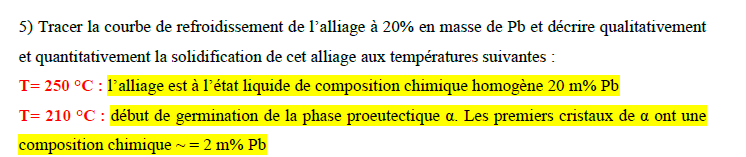 5) Tracer la courbe de refroidissement de l'alliage à 20% en masse de Pb et décrire qualitativement
et quantitativement la solidification de cet alliage aux températures suivantes :
T= 250 °C : l'alliage est à l'état liquide de composition chimique homogène 20 m% Pb
T= 210 °C : début de germination de la phase proeutectique α. Les premiers cristaux de α ont une
composition chimique ~ = 2 m% Pb